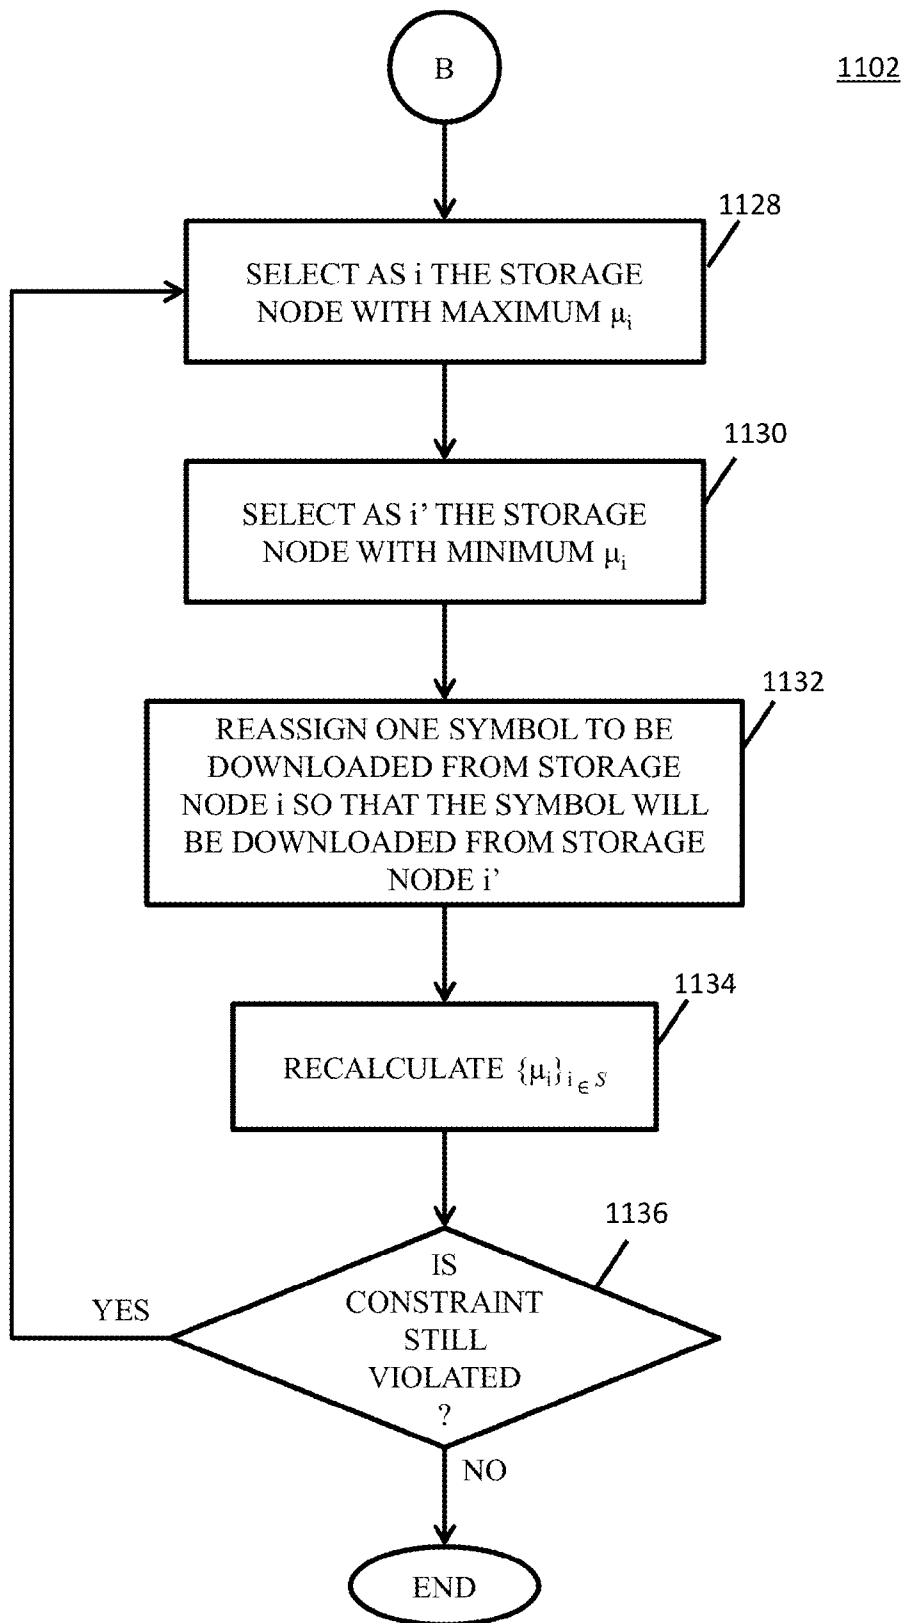 B
1102
1128
SELECT AS i THE STORAGE
NODE WITH MAXIMUM μi
1130
SELECT AS i' THE STORAGE
NODE WITH MINIMUM μi
1132
REASSIGN ONE SYMBOL TO BE
DOWNLOADED FROM STORAGE
NODE i SO THAT THE SYMBOL WILL
BE DOWNLOADED FROM STORAGE
NODE i'
1134
RECALCULATE {μi}i ∈ S
1136
IS
CONSTRAINT
STILL
VIOLATED
?
YES
NO
END